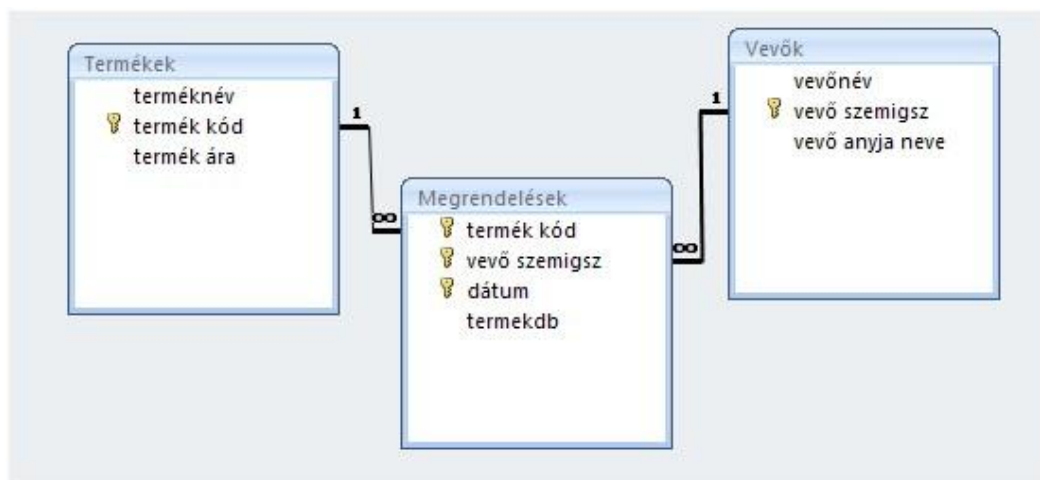 Termékek
terméknév
termék kód
termék ára
1
∞
Megrendelések
termék kód
vevő szemigsz
dátum
termekdb
∞
1
Vevők
vevőnév
vevő szemigsz
vevő anyja neve